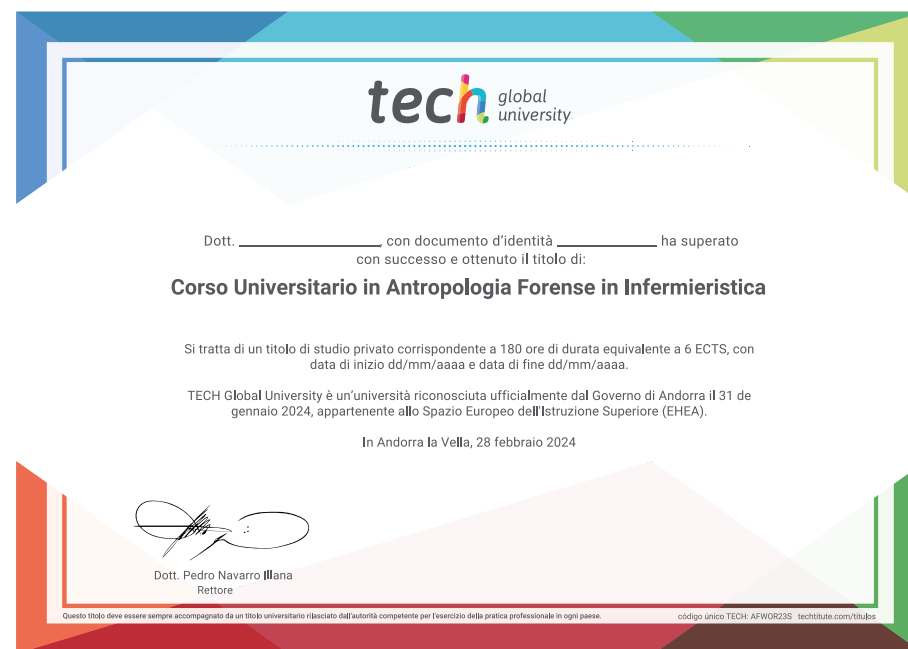 tech global university
Dott. ____________, con documento d'identità ____________ ha superato
con successo e ottenuto il titolo di:
Corso Universitario in Antropologia Forense in Infermieristica
Si tratta di un titolo di studio privato corrispondente a 180 ore di durata equivalente a 6 ECTS, con
data di inizio dd/mm/aaaa e data di fine dd/mm/aaaa.
TECH Global University è un'università riconosciuta ufficialmente dal Governo di Andorra il 31 de
gennaio 2024, appartenente allo Spazio Europeo dell'Istruzione Superiore (EHEA).
In Andorra la Vella, 28 febbraio 2024
Dott. Pedro Navarro Illana
Rettore
Questo titolo deve essere sempre accompagnato da un titolo universitario rilasciato dall'autorità competente per l'esercizio della pratica professionale in ogni paese.
código único TECH: AFWOR23S techtitute.com/titulos